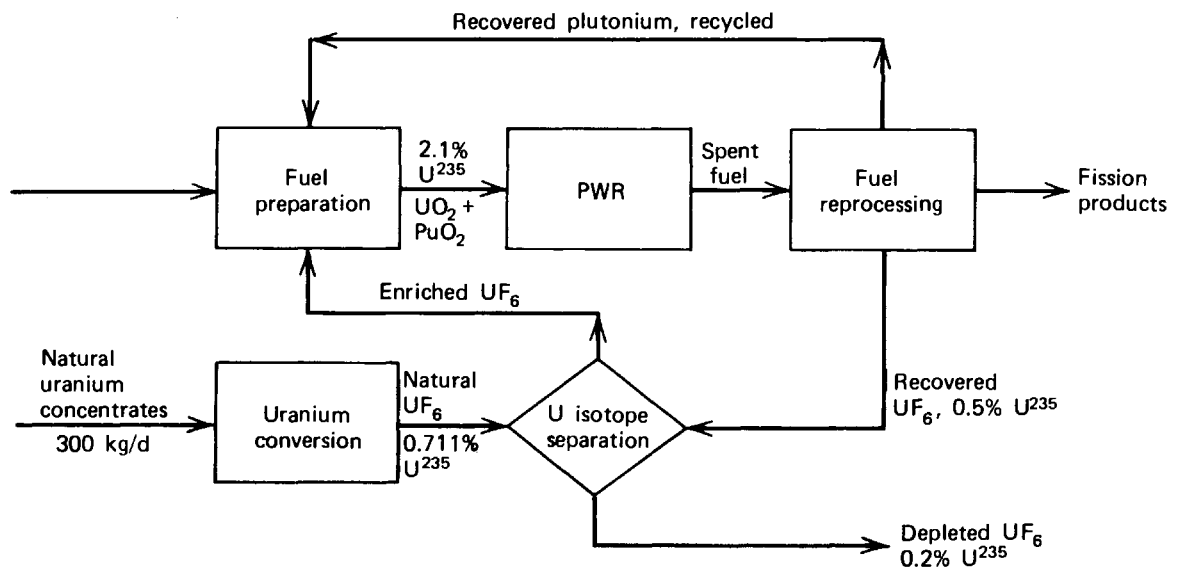 Recovered plutonium, recycled
Fuel
preparation
2.1%
U²³⁵
UO₂ +
PuO₂
PWR
Spent
fuel
Fuel
reprocessing
Fission
products
Enriched UF₆
Natural
uranium
concentrates
300 kg/d
Uranium
conversion
Natural
UF₆
0.711%
U²³⁵
U isotope
separation
Recovered
UF₆, 0.5% U²³⁵
Depleted UF₆
0.2% U²³⁵